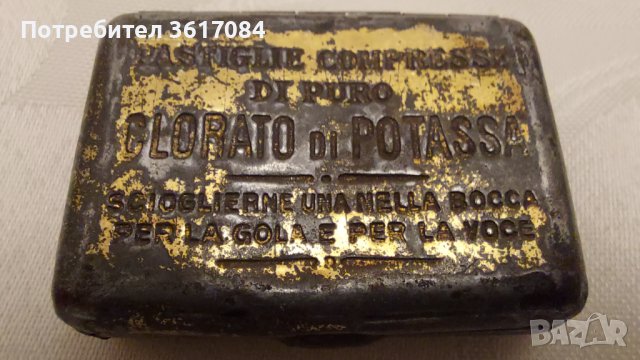 Потребител 3617084
PASTIGLIE COMPRESSE
DI PURO
CLORATO DI POTASSA
SCIOGLIERNE UNA NELLA BOCCA
PER LA GOLA E PER LA VOCE
BAZAR